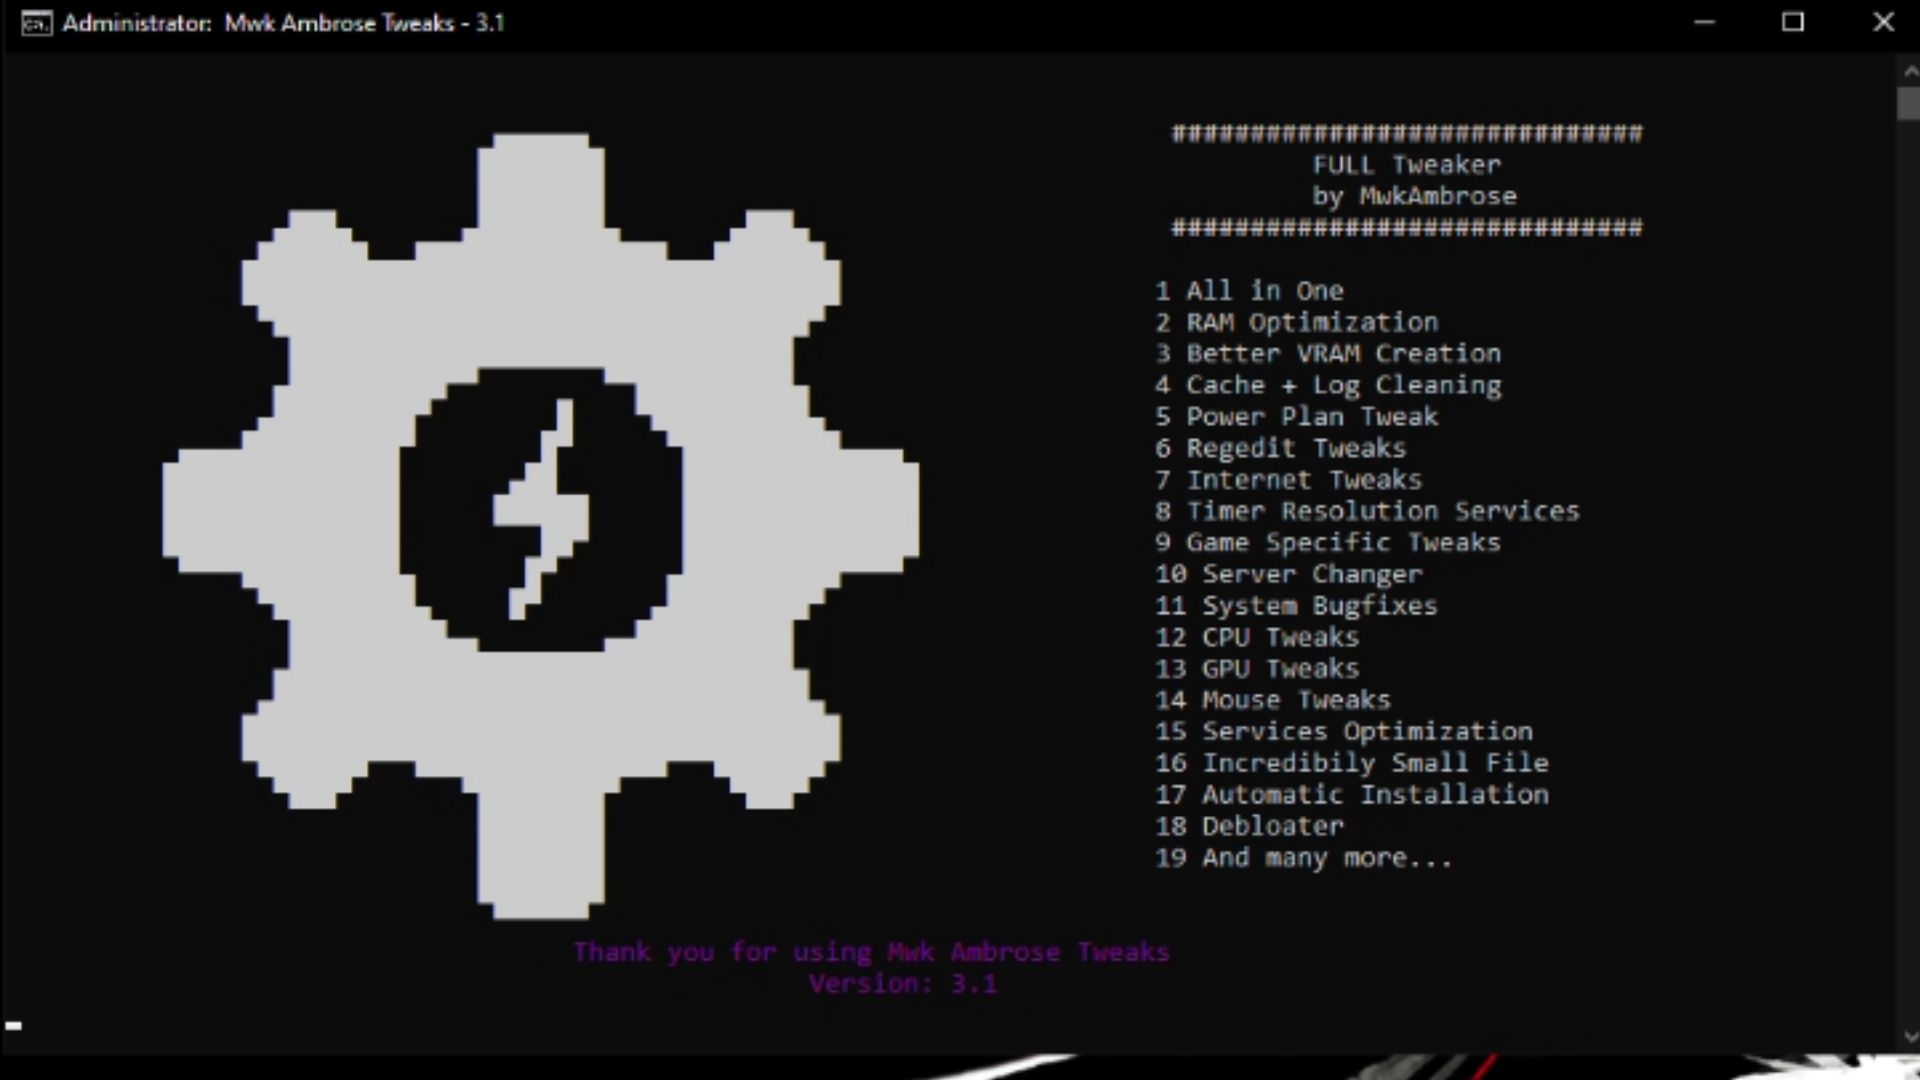 Administrator:  Mwk Ambrose Tweaks - 3.1
##############################
FULL Tweaker
by MwkAmbrose
##############################
1 All in One
2 RAM Optimization
3 Better VRAM Creation
4 Cache + Log Cleaning
5 Power Plan Tweak
6 Regedit Tweaks
7 Internet Tweaks
8 Timer Resolution Services
9 Game Specific Tweaks
10 Server Changer
11 System Bugfixes
12 CPU Tweaks
13 GPU Tweaks
14 Mouse Tweaks
15 Services Optimization
16 Incredibily Small File
17 Automatic Installation
18 Debloater
19 And many more...
Thank you for using Mwk Ambrose Tweaks
Version: 3.1